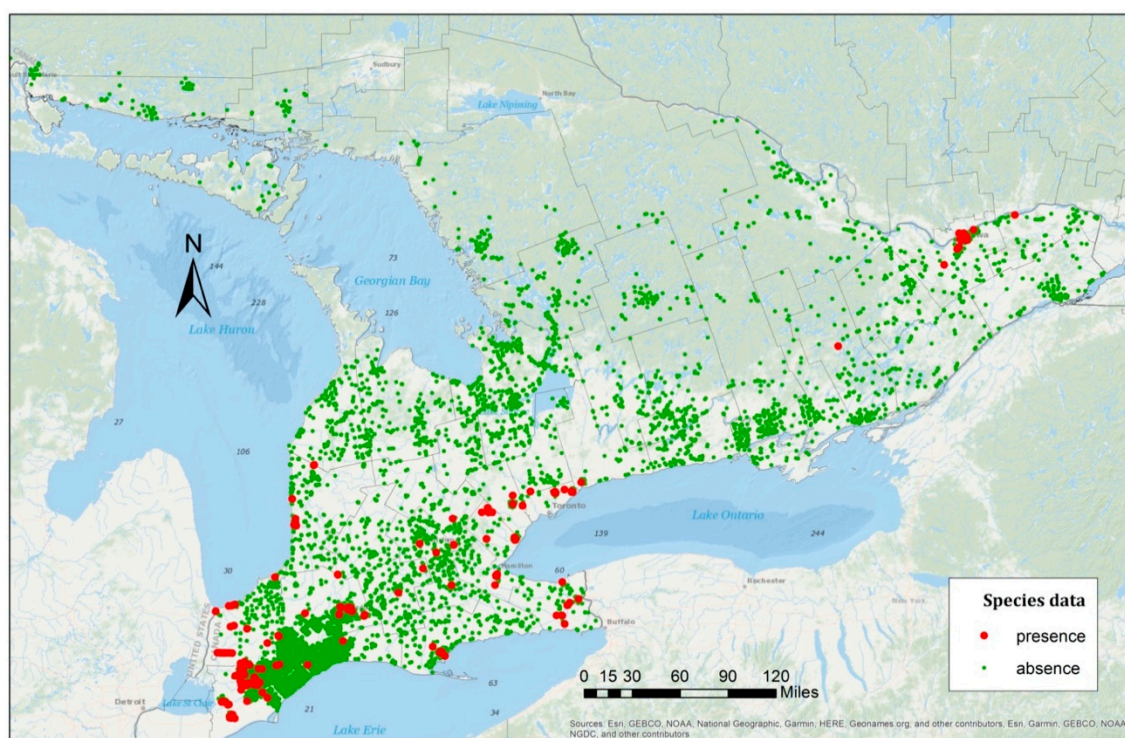 Sudbury
North Bay
Lake Nipissing
N
144
228
Lake Huron
73
Georgian Bay
126
27
106
30
UNITED STATES
CANADA
Toronto
Lake Ontario
139
244
Hamilton
60
Rochester
Buffalo
Detroit
Lake St Clair
21
Lake Erie
63
34
Species data
presence
absence
0 15 30 60 90 120
Miles
Sources: Esri, GEBCO, NOAA, National Geographic, Garmin, HERE, Geonames.org, and other contributors, Esri, Garmin, GEBCO, NOAA
NGDC, and other contributors